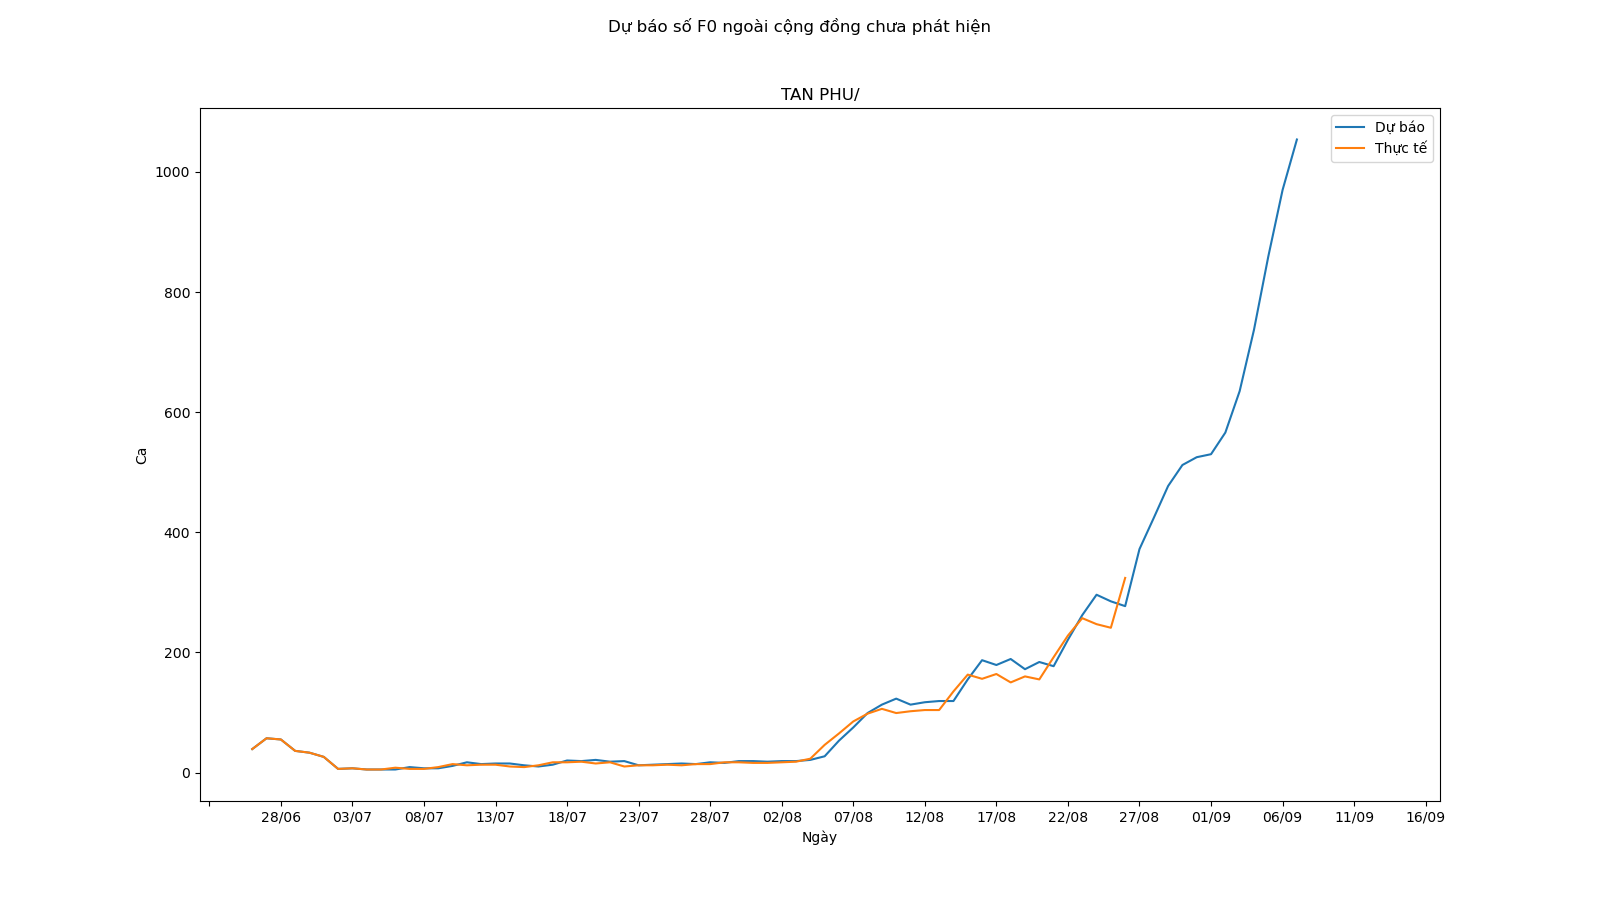 Dự báo số F0 ngoài cộng đồng chưa phát hiện
TAN PHU/
Dự báo
Thực tế
1000
800
600
400
200
0
Ca
28/06 03/07 08/07 13/07 18/07 23/07 28/07 02/08 07/08 12/08 17/08 22/08 27/08 01/09 06/09 11/09 16/09
Ngày